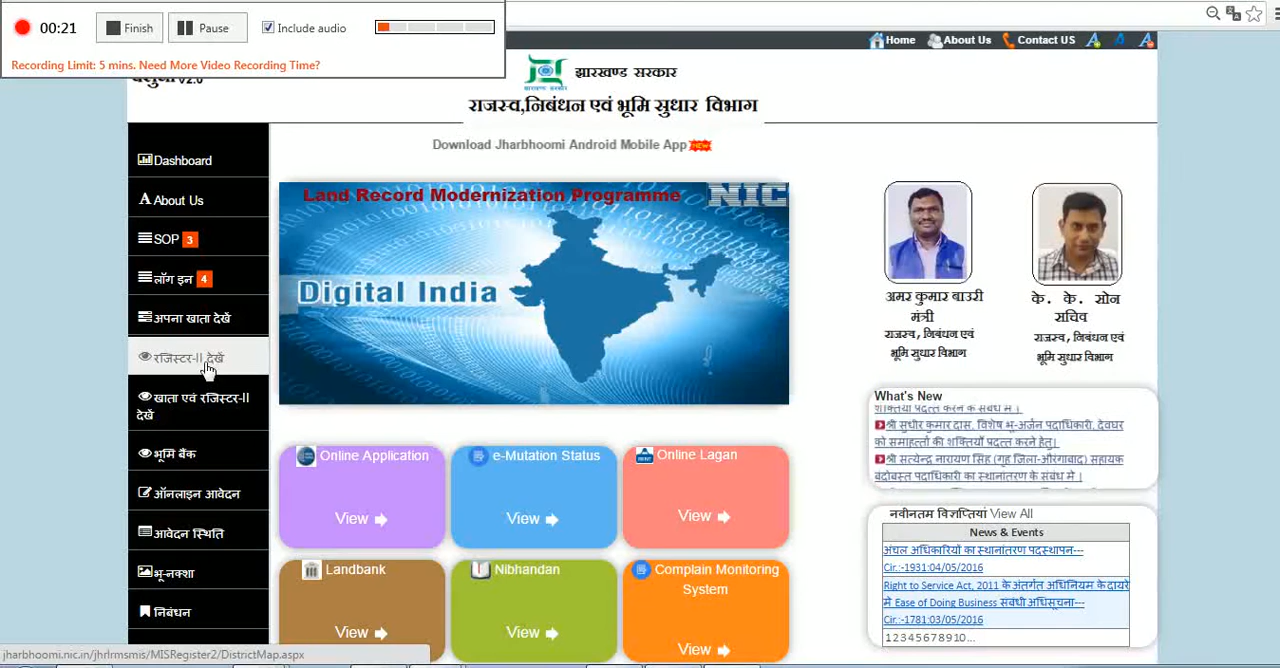 00:21 Finish Pause Include audio
Recording Limit: 5 mins. Need More Video Recording Time?
Home About Us Contact US A A A
V2.0
झारखण्ड सरकार
राजस्व,निबंधन एवं भूमि सुधार विभाग
Download Jharbhoomi Android Mobile App NEW
Dashboard
About Us
SOP 3
लॉग इन 4
अपना खाता देखें
रजिस्टर-II देखें
खाता एवं रजिस्टर-II
देखें
भूमि बैंक
ऑनलाइन आवेदन
आवेदन स्थिति
भू-नक्शा
निबंधन
Land Record Modernization Programme NIC
Digital India
अमर कुमार बाउरी
मंत्री
राजस्व, निबंधन एवं
भूमि सुधार विभाग
के. के. सोन
सचिव
राजस्व, निबंधन एवं
भूमि सुधार विभाग
What's New
शक्तियां प्रदत्त करने के संबंध में ।
श्री सुधीर कुमार दास, विशेष भू-अर्जन पदाधिकारी, देवघर
को समाहर्त्ता की शक्तियाँ प्रदत्त करने हेतु।
श्री सत्येन्द्र नारायण सिंह (गृह जिला-औरंगाबाद) सहायक
बंदोबस्त पदाधिकारी का स्थानांतरण के संबंध में ।
Online Application
View
e-Mutation Status
View
Online Lagan
View
Landbank
View
Nibhandan
View
Complain Monitoring
System
View
नवीनतम विज्ञप्तियां View All
News & Events
अंचल अधिकारियों का स्थानांतरण पदस्थापन---
Cir.:-1931:04/05/2016
Right to Service Act, 2011 के अंतर्गत अधिनियम के दायरे
मे Ease of Doing Business संबंधी अधिसूचना---
Cir.:-1781:03/05/2016
12345678910...
jharbhoomi.nic.in/jhrlrmsmis/MISRegister2/DistrictMap.aspx